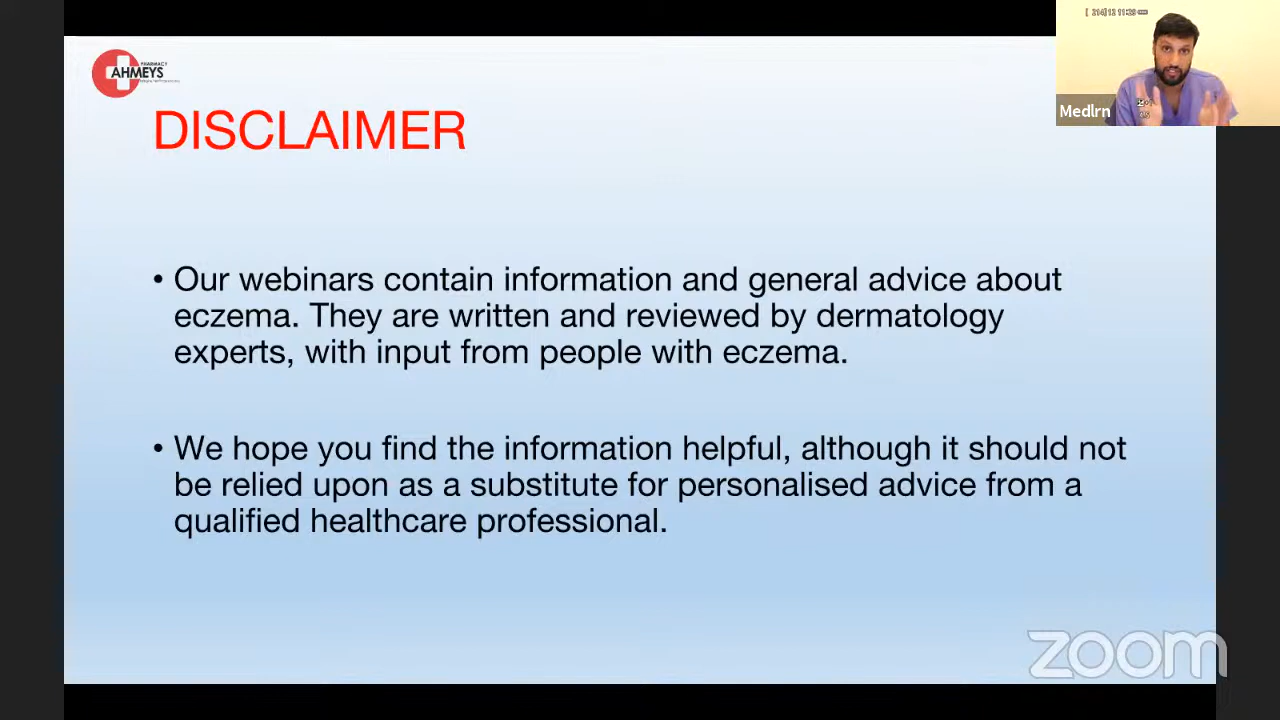 PHARMACY
AHMEYS
DISCLAIMER
Medlrn
• Our webinars contain information and general advice about
eczema. They are written and reviewed by dermatology
experts, with input from people with eczema.
• We hope you find the information helpful, although it should not
be relied upon as a substitute for personalised advice from a
qualified healthcare professional.
zoom